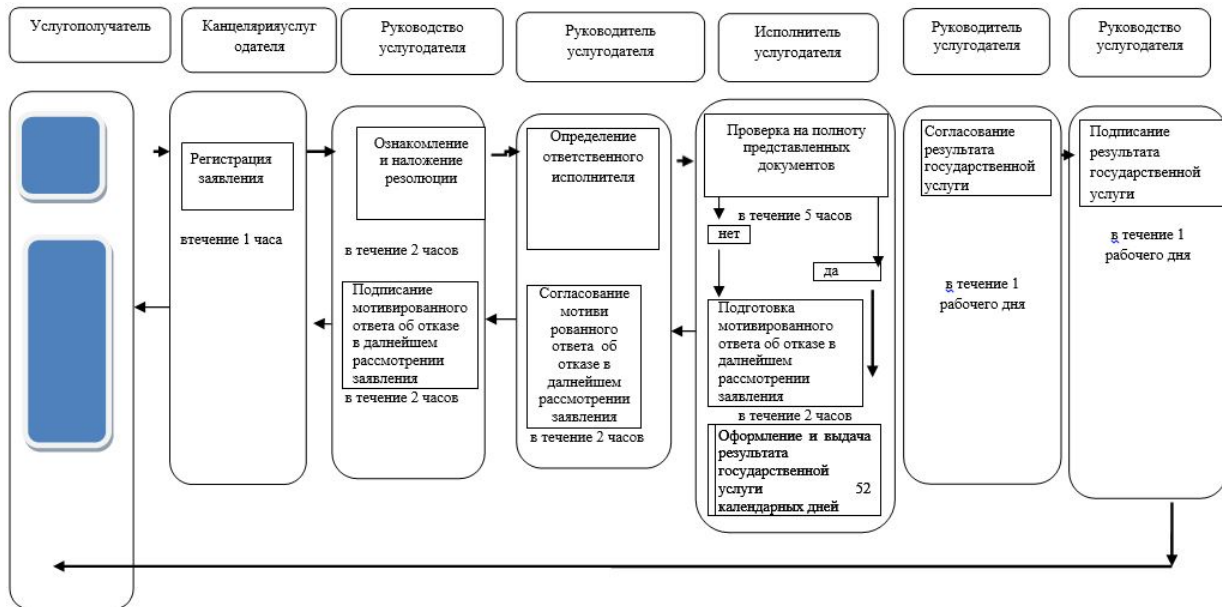 Услугополучатель
Канцелярияуслуг
одателя
Руководство
услугодателя
Руководитель
услугодателя
Исполнитель
услугодателя
Руководитель
услугодателя
Руководство
услугодателя
Регистрация
заявления
втечение 1 часа
Ознакомление
и наложение
резолюции
в течение 2 часов
Подписание
мотивированного
ответа об отказе
в далнейшем
рассмотрении
заявления
в течение 2 часов
Определение
ответственного
исполнителя
Согласование
мотиви
рованного
ответа об
отказе в
далнейшем
рассмотрении
заявления
в течение 2 часов
Проверка на полноту
представленных
документов
в течение 5 часов
нет
да
Подготовка
мотивированного
ответа об отказе в
далнейшем
рассмотрении
заявления
в течение 2 часов
Оформление и выдача
результата
государственной
услуги 52
календарных дней
Согласование
результата
государственной
услуги
в течение 1
рабочего дня
Подписание
результата
государственной
услуги
в течение 1
рабочего дня